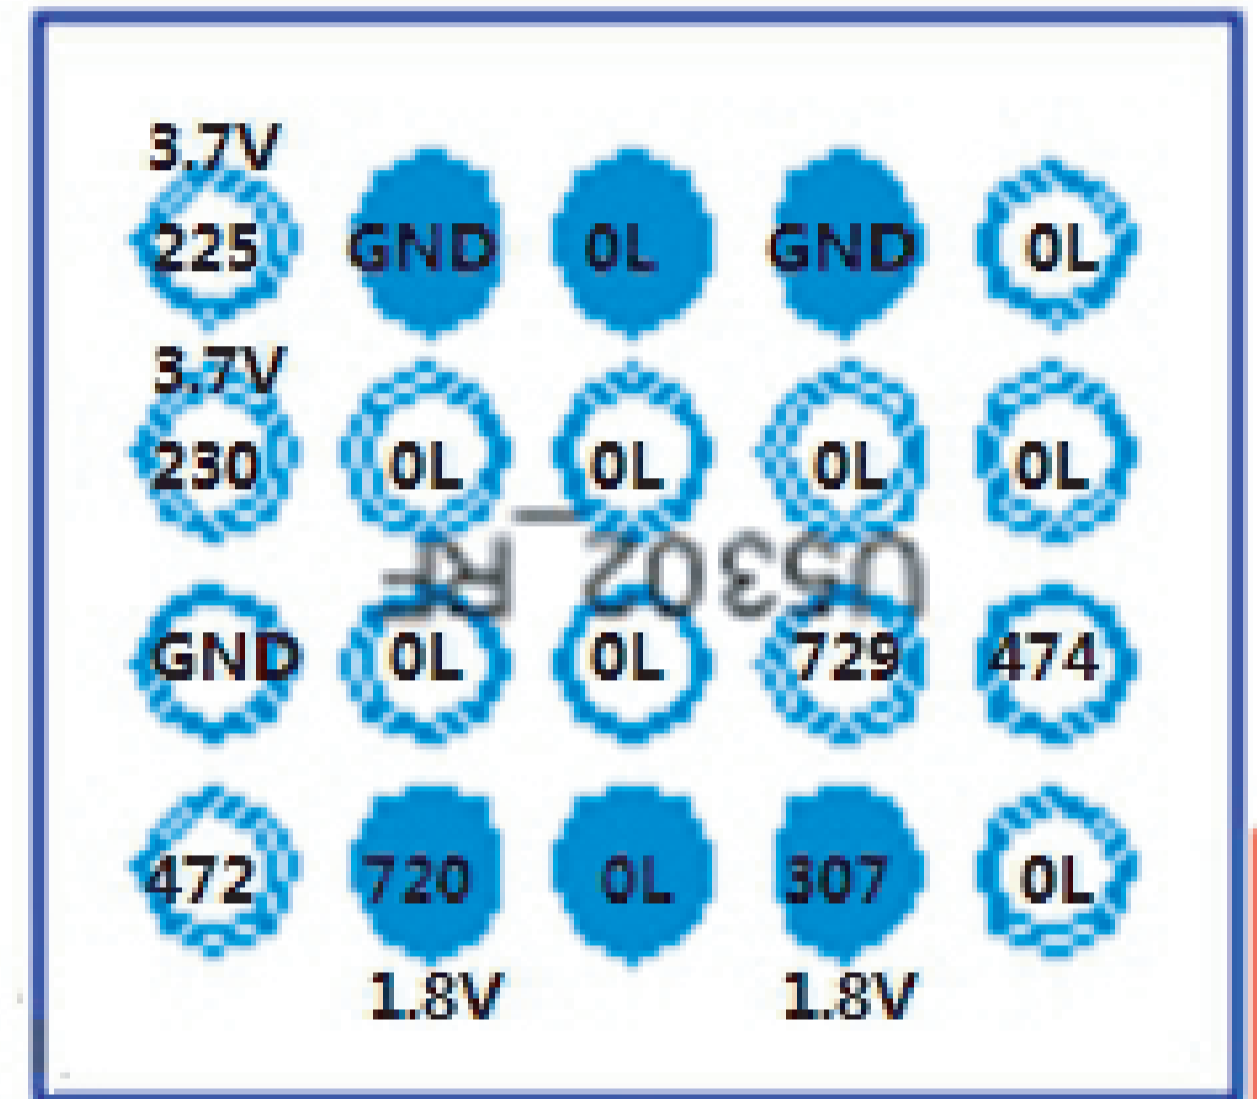 3.7V
225 GND 0L GND 0L
3.7V
230 0L 0L 0L 0L
U5302_RF
GND 0L 0L 729 474
472 720 0L 307 0L
1.8V 1.8V